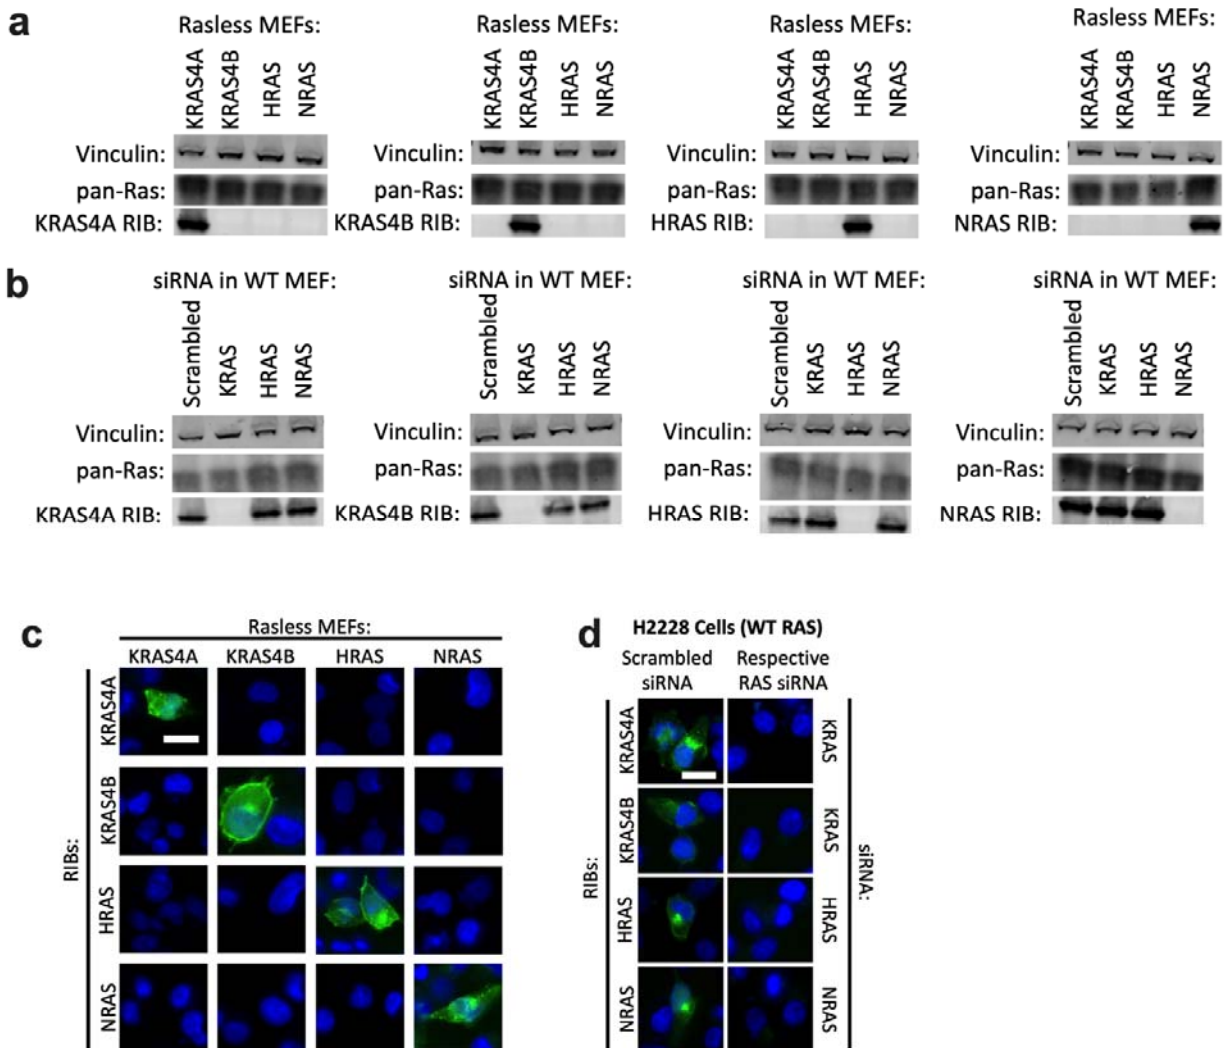 a
Rasless MEFs:
KRAS4A KRAS4B HRAS NRAS
Vinculin:
pan-Ras:
KRAS4A RIB:
Rasless MEFs:
KRAS4A KRAS4B HRAS NRAS
Vinculin:
pan-Ras:
KRAS4B RIB:
Rasless MEFs:
KRAS4A KRAS4B HRAS NRAS
Vinculin:
pan-Ras:
HRAS RIB:
Rasless MEFs:
KRAS4A KRAS4B HRAS NRAS
Vinculin:
pan-Ras:
NRAS RIB:
b
siRNA in WT MEF:
Scrambled KRAS HRAS NRAS
Vinculin:
pan-Ras:
KRAS4A RIB:
siRNA in WT MEF:
Scrambled KRAS HRAS NRAS
Vinculin:
pan-Ras:
KRAS4B RIB:
siRNA in WT MEF:
Scrambled KRAS HRAS NRAS
Vinculin:
pan-Ras:
HRAS RIB:
siRNA in WT MEF:
Scrambled KRAS HRAS NRAS
Vinculin:
pan-Ras:
NRAS RIB:
c
Rasless MEFs:
KRAS4A KRAS4B HRAS NRAS
RIBs:
KRAS4A
KRAS4B
HRAS
NRAS
d
H2228 Cells (WT RAS)
Scrambled siRNA
Respective RAS siRNA
RIBs:
KRAS4A
KRAS4B
HRAS
NRAS
KRAS
KRAS
HRAS
NRAS
siRNA: